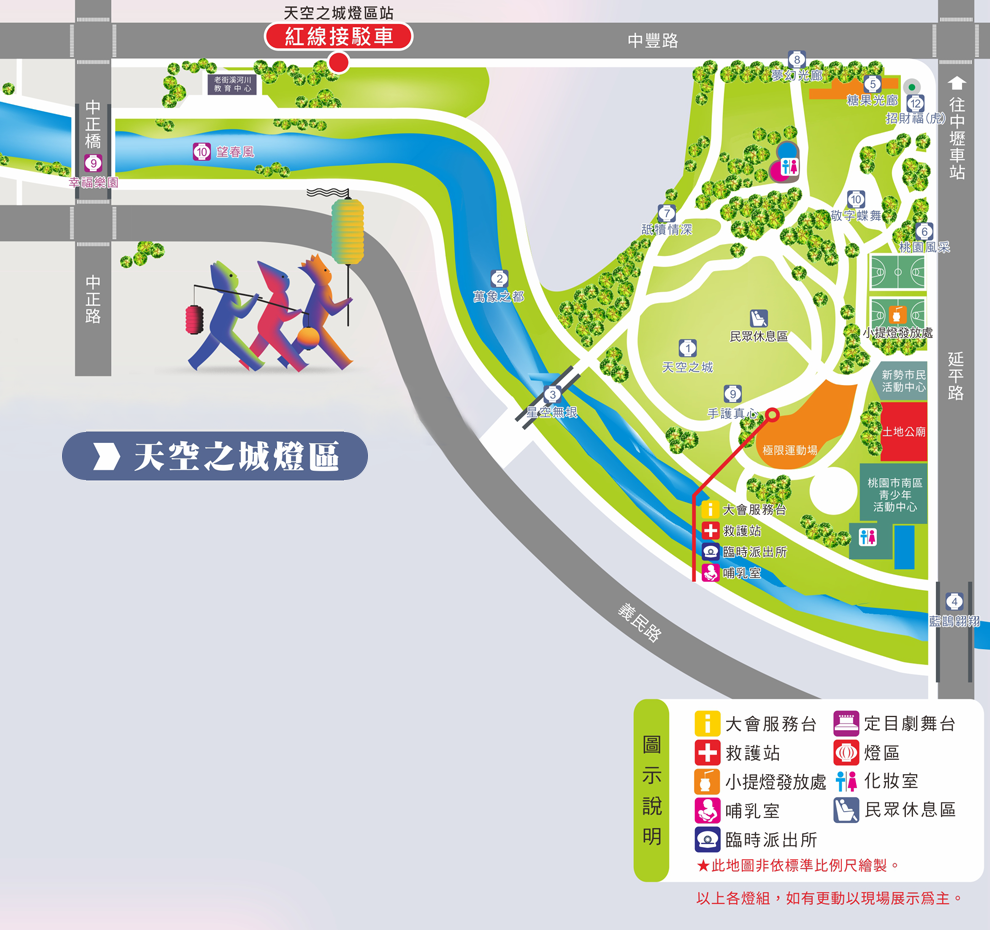 天空之城燈區站
紅線接駁車
中豐路
老街溪河川
教育中心
8
夢幻光廊
5
糖果光廊
12
招財福(虎)
往中壢車站
中正橋
9
幸福樂園
10
望春風
7
舐犢情深
10
敬字蝶舞
6
桃園風采
2
萬象之都
中正路
民眾休息區
小提燈發放處
1
天空之城
延平路
新勢市民
活動中心
3
星空無垠
9
手護真心
土地公廟
極限運動場
天空之城燈區
桃園市南區
青少年
活動中心
大會服務台
救護站
臨時派出所
哺乳室
義民路
4
藍鵲翱翔
圖示說明
大會服務台
定目劇舞台
救護站
燈區
小提燈發放處
化妝室
哺乳室
民眾休息區
臨時派出所
★此地圖非依標準比例尺繪製。
以上各燈組，如有更動以現場展示為主。